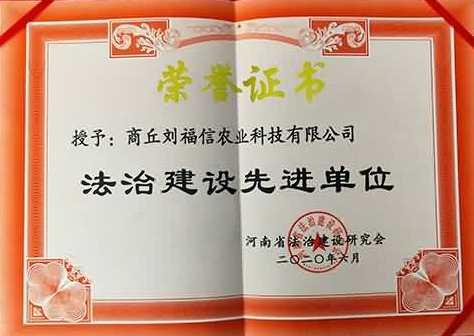 荣誉证书
授予：商丘刘福信农业科技有限公司
法治建设先进单位
河南省法治建设研究会
二〇二〇年六月